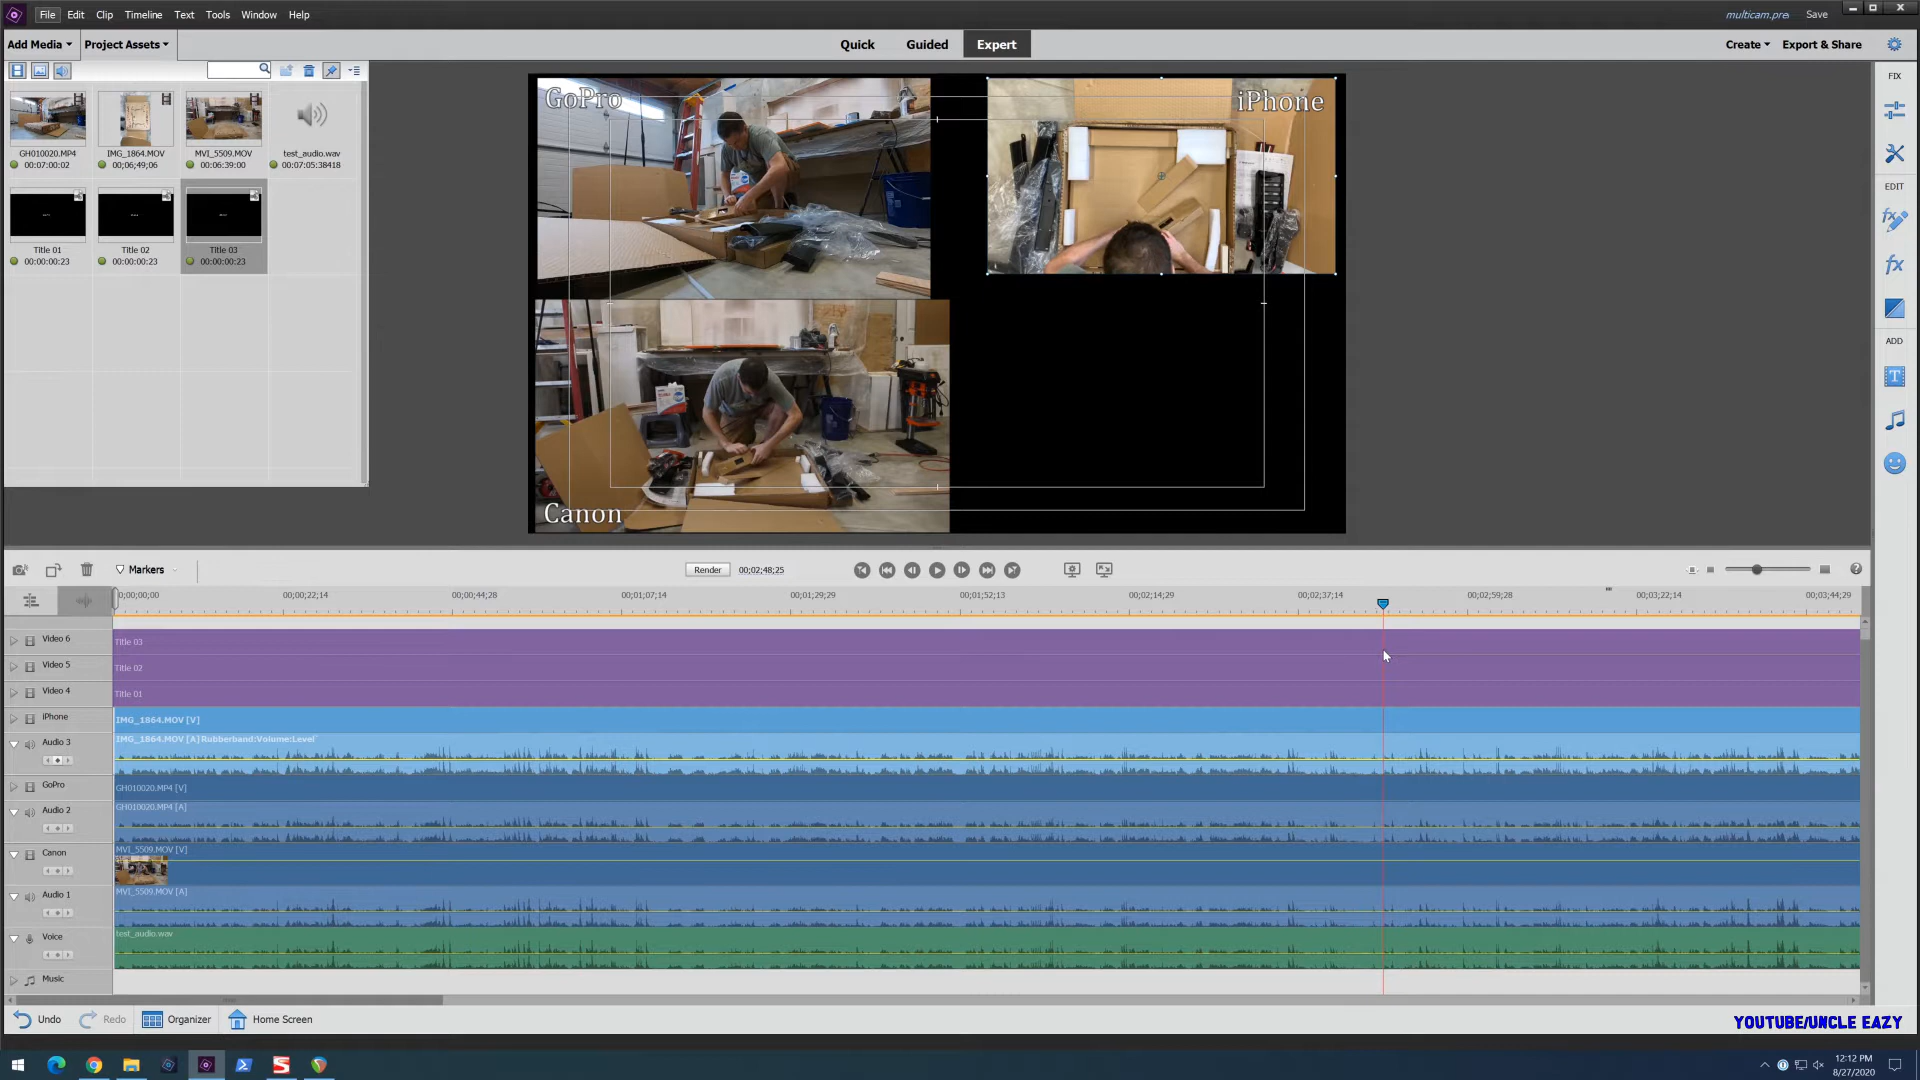 File Edit Clip Timeline Text Tools Window Help
multicam.pre Save
Add Media Project Assets
Quick Guided Expert
Create Export & Share
FIX
EDIT
ADD
GH010020.MP4 IMG_1864.MOV MVI_5509.MOV test_audio.wav
00:07:00:02 00;06;49;06 00:06:39:00 00:07:05:38418
Title 01 Title 02 Title 03
00:00:00:23 00:00:00:23 00:00:00:23
GoPro
iPhone
Canon
Markers
Render 00;02;48;25
0;00;00;00 00;00;22;14 00;00;44;28 00;01;07;14 00;01;29;29 00;01;52;13 00;02;14;29 00;02;37;14 00;02;59;28 00;03;22;14 00;03;44;29
Video 6 Title 03
Video 5 Title 02
Video 4 Title 01
iPhone IMG_1864.MOV [V]
Audio 3 IMG_1864.MOV [A] Rubberband:Volume:Level
GoPro GH010020.MP4 [V]
Audio 2 GH010020.MP4 [A]
Canon MVI_5509.MOV [V]
Audio 1 MVI_5509.MOV [A]
Voice test_audio.wav
Music
Undo Redo Organizer Home Screen
YOUTUBE/UNCLE EAZY
12:12 PM
8/27/2020